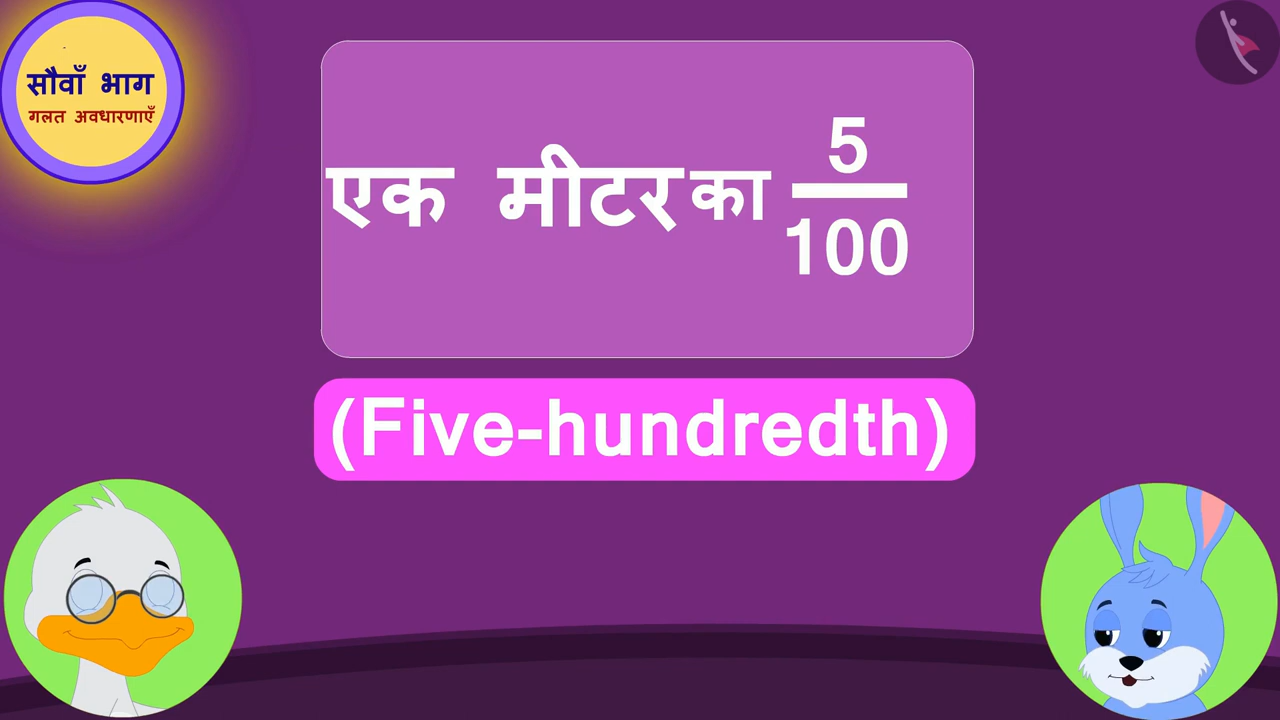 सौवाँ भाग
गलत अवधारणाएँ
एक मीटर का 5/100
(Five-hundredth)